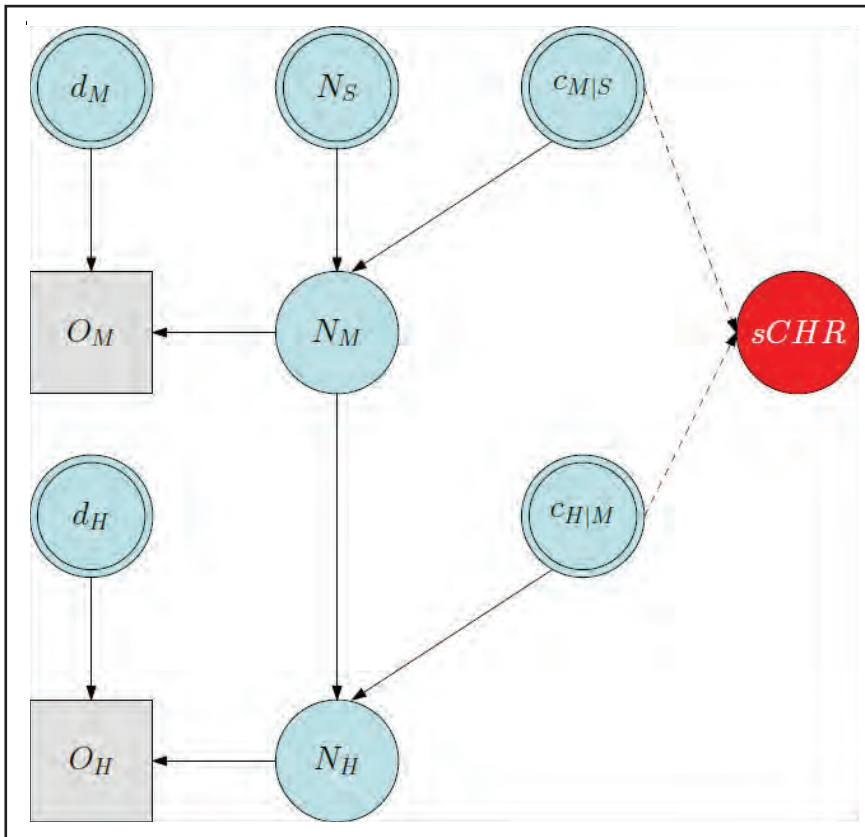 d_M N_S c_{M|S}
O_M N_M sCHR
d_H c_{H|M}
O_H N_H